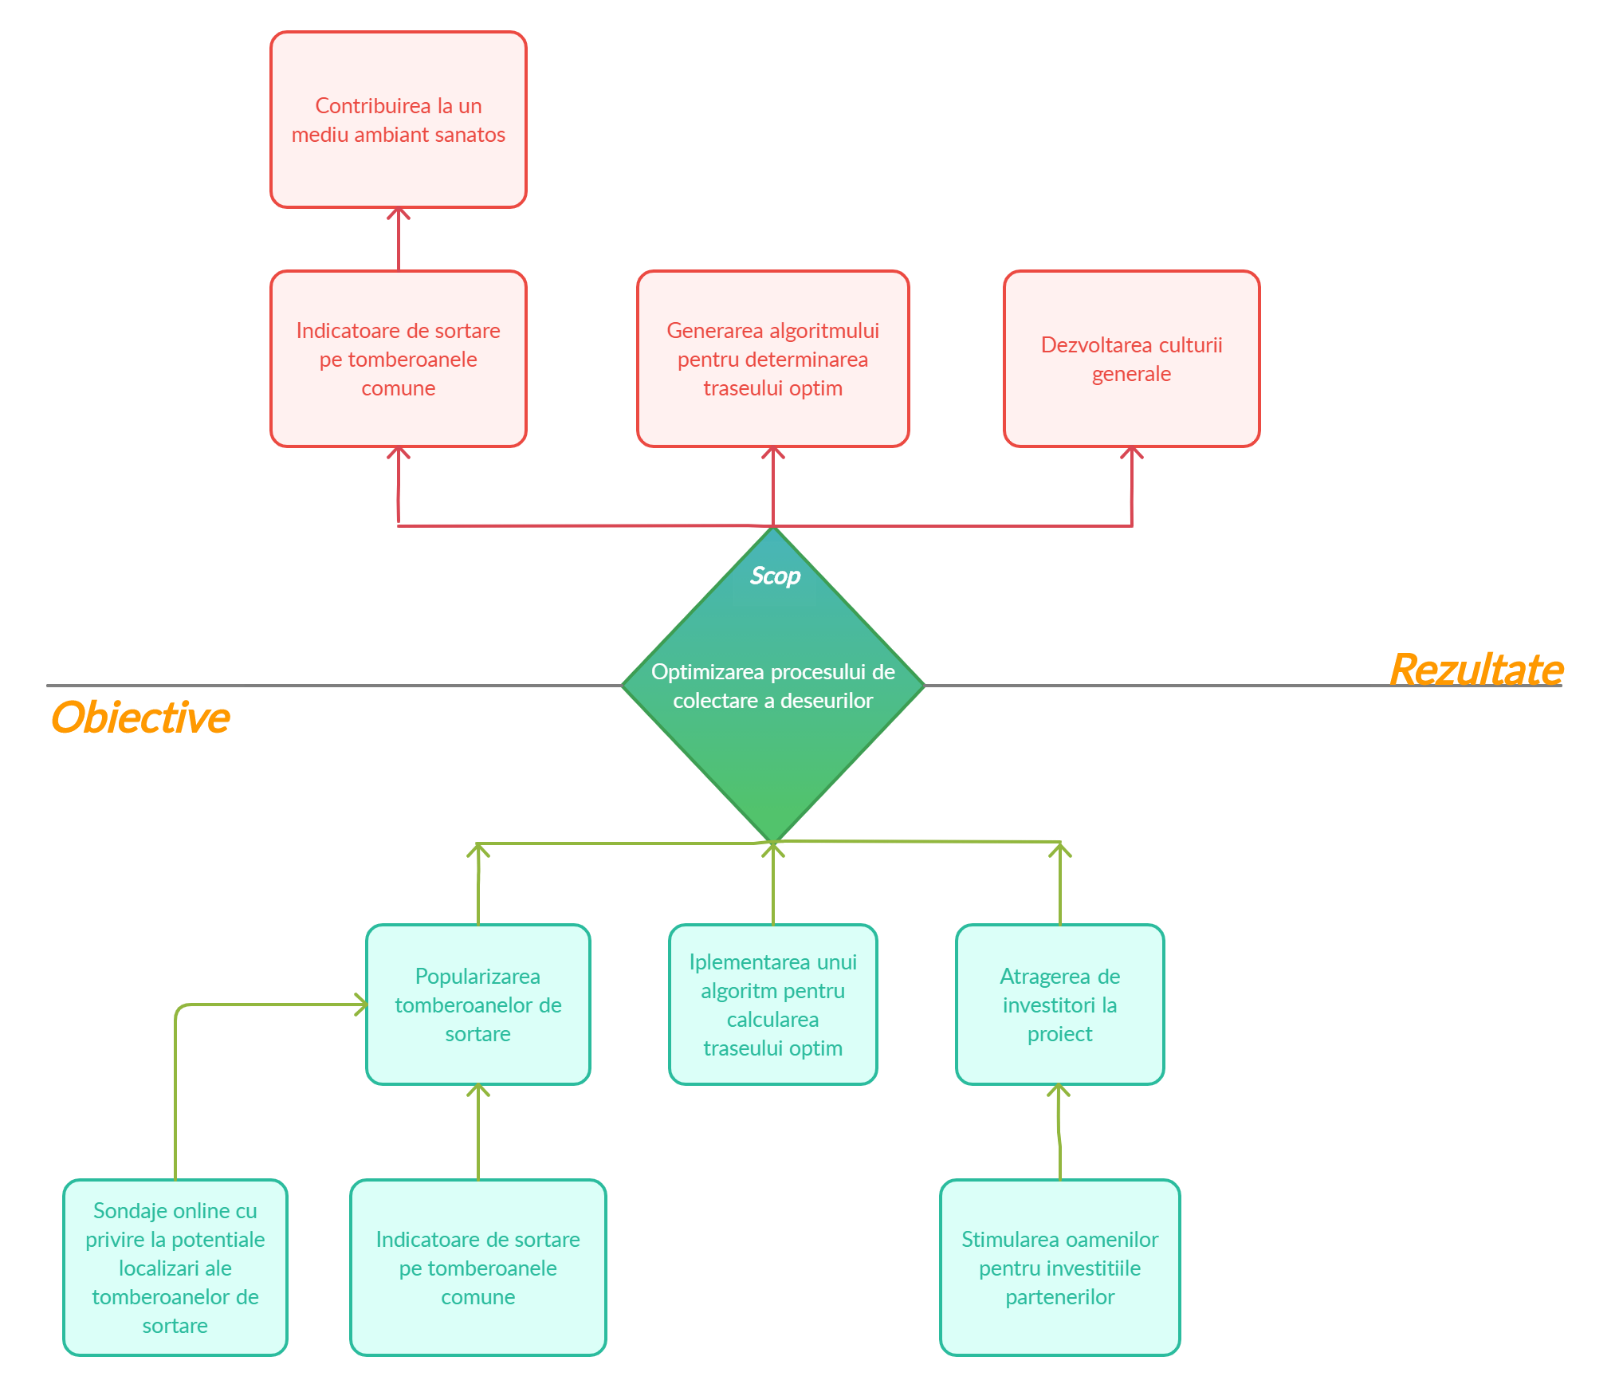 Contribuirea la un
mediu ambiant sanatos
Indicatoare de sortare
pe tomberoanele
comune
Generarea algoritmului
pentru determinarea
traseului optim
Dezvoltarea culturii
generale
Scop
Optimizarea procesului de
colectare a deseurilor
Rezultate
Obiective
Popularizarea
tomberoanelor de
sortare
Iplementarea unui
algoritm pentru
calcularea
traseului optim
Atragerea de
investitori la
proiect
Sondaje online cu
privire la potentiale
localizari ale
tomberoanelor de
sortare
Indicatoare de sortare
pe tomberoanele
comune
Stimularea oamenilor
pentru investitiile
partenerilor